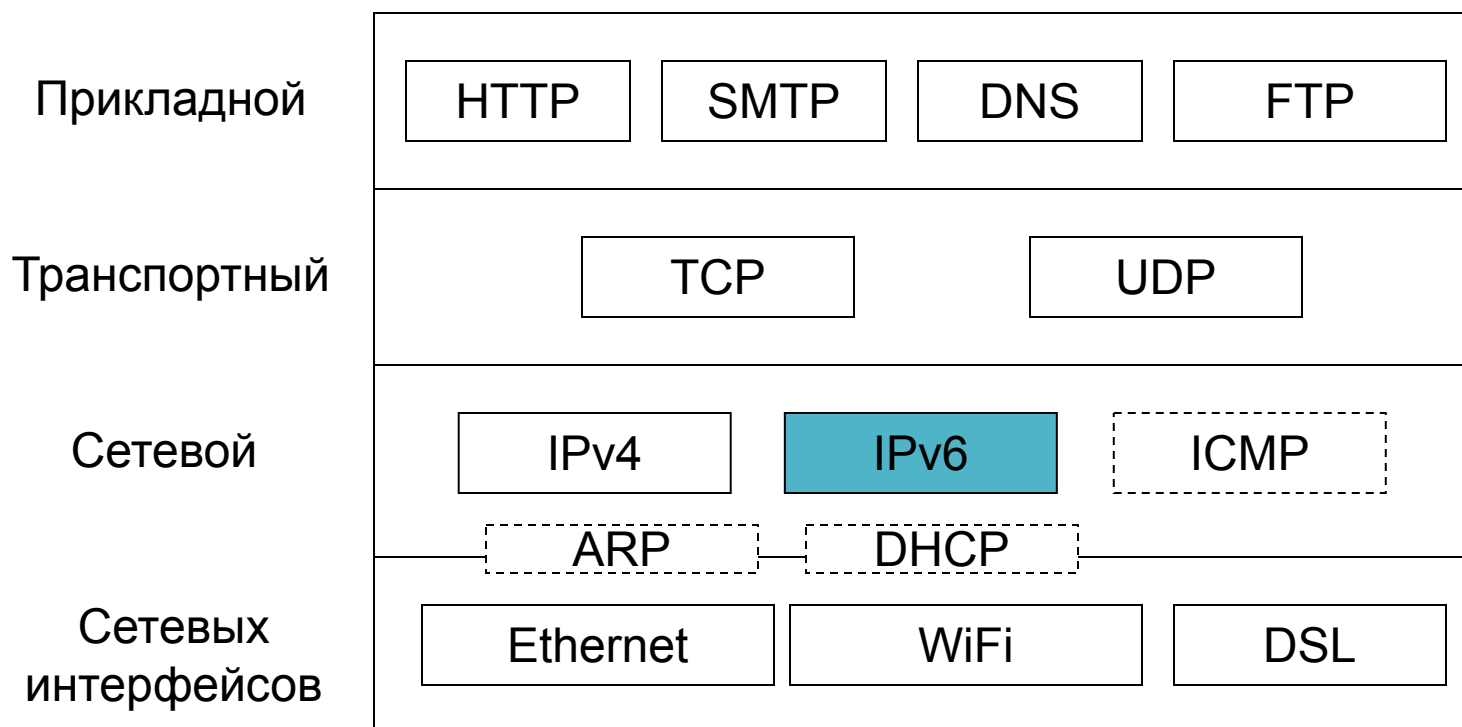 Прикладной
HTTP SMTP DNS FTP
Транспортный
TCP UDP
Сетевой
IPv4 IPv6 ICMP
ARP DHCP
Сетевых
интерфейсов
Ethernet WiFi DSL